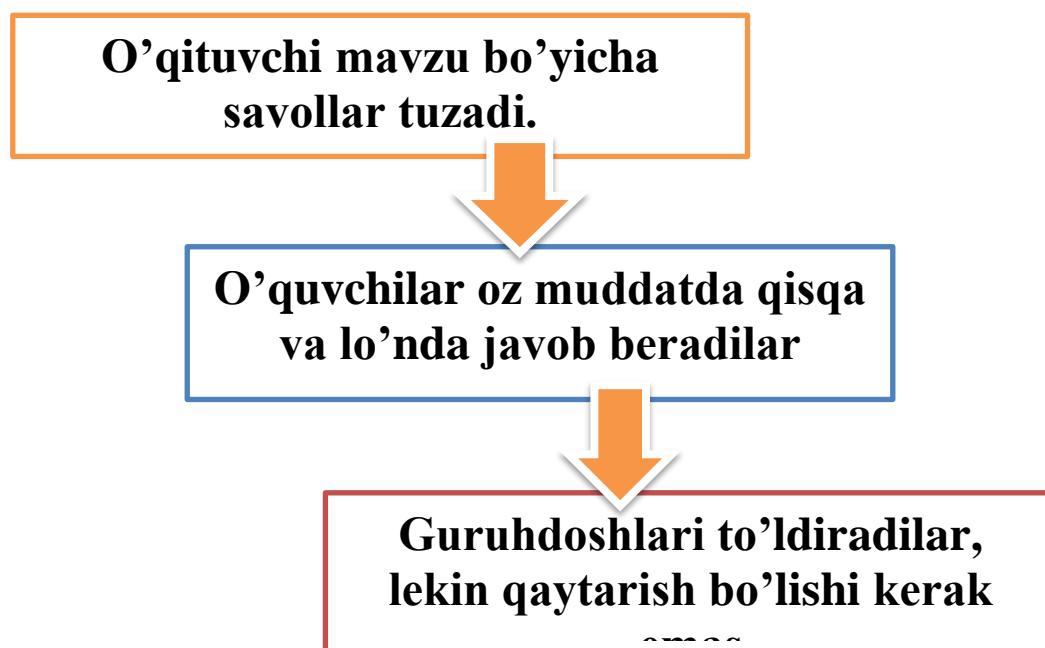 O’qituvchi mavzu bo’yicha
savollar tuzadi.
O’quvchilar oz muddatda qisqa
va lo’nda javob beradilar
Guruhdoshlari to’ldiradilar,
lekin qaytarish bo’lishi kerak
emas